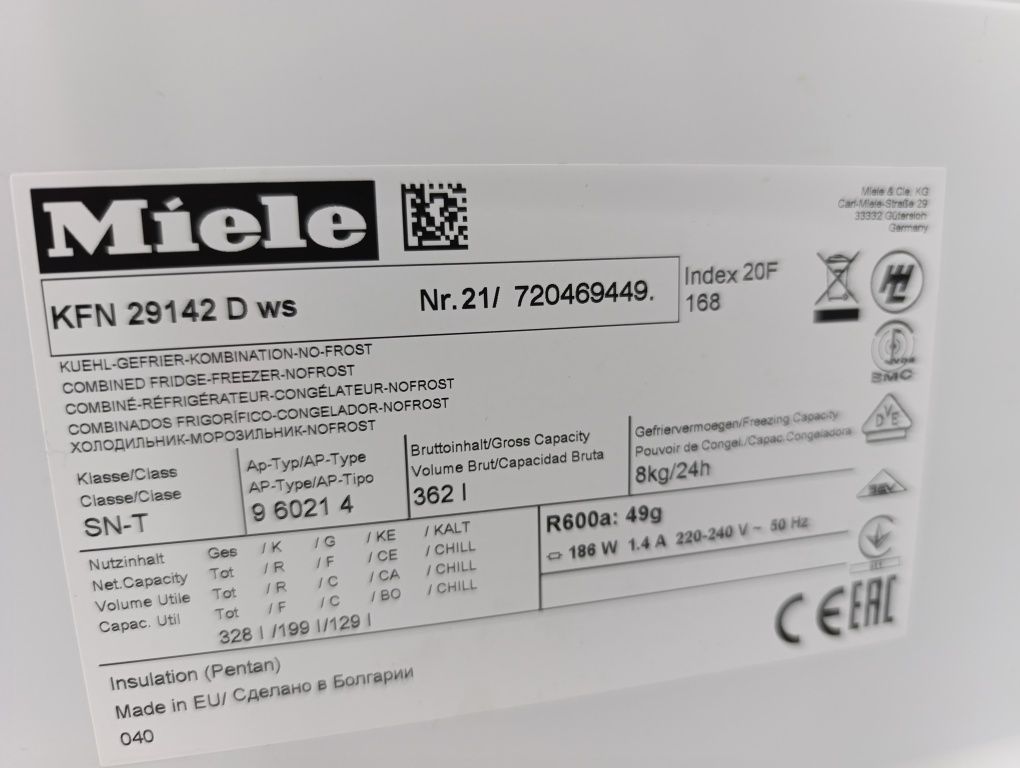 Miele
Miele & Cie. KG
Carl-Miele-Straße 29
33332 Gütersloh
Germany
KFN 29142 D ws
Nr.21/ 720469449.
Index 20F
168
KUEHL-GEFRIER-KOMBINATION-NO-FROST
COMBINED FRIDGE-FREEZER-NOFROST
COMBINÉ-RÉFRIGÉRATEUR-CONGÉLATEUR-NOFROST
COMBINADOS FRIGORÍFICO-CONGELADOR-NOFROST
ХОЛОДИЛЬНИК-МОРОЗИЛЬНИК-NOFROST
EMC
DVE
Klasse/Class
Classe/Clase
SN-T
Ap-Typ/AP-Type
AP-Type/AP-Tipo
9 6021 4
Bruttoinhalt/Gross Capacity
Volume Brut/Capacidad Bruta
362 l
Gefriervermoegen/Freezing Capacity
Pouvoir de Congel./Capac.Congeladora
8kg/24h
Nutzinhalt Ges /K /G /KE /KALT
Net.Capacity Tot /R /F /CE /CHILL
Volume Utile Tot /R /C /CA /CHILL
Capac. Util Tot /F /C /BO /CHILL
328 l /199 l/129 l
R600a: 49g
186 W 1.4 A 220-240 V ~ 50 Hz
CE EAC
Insulation (Pentan)
Made in EU/ Сделано в Болгарии
040